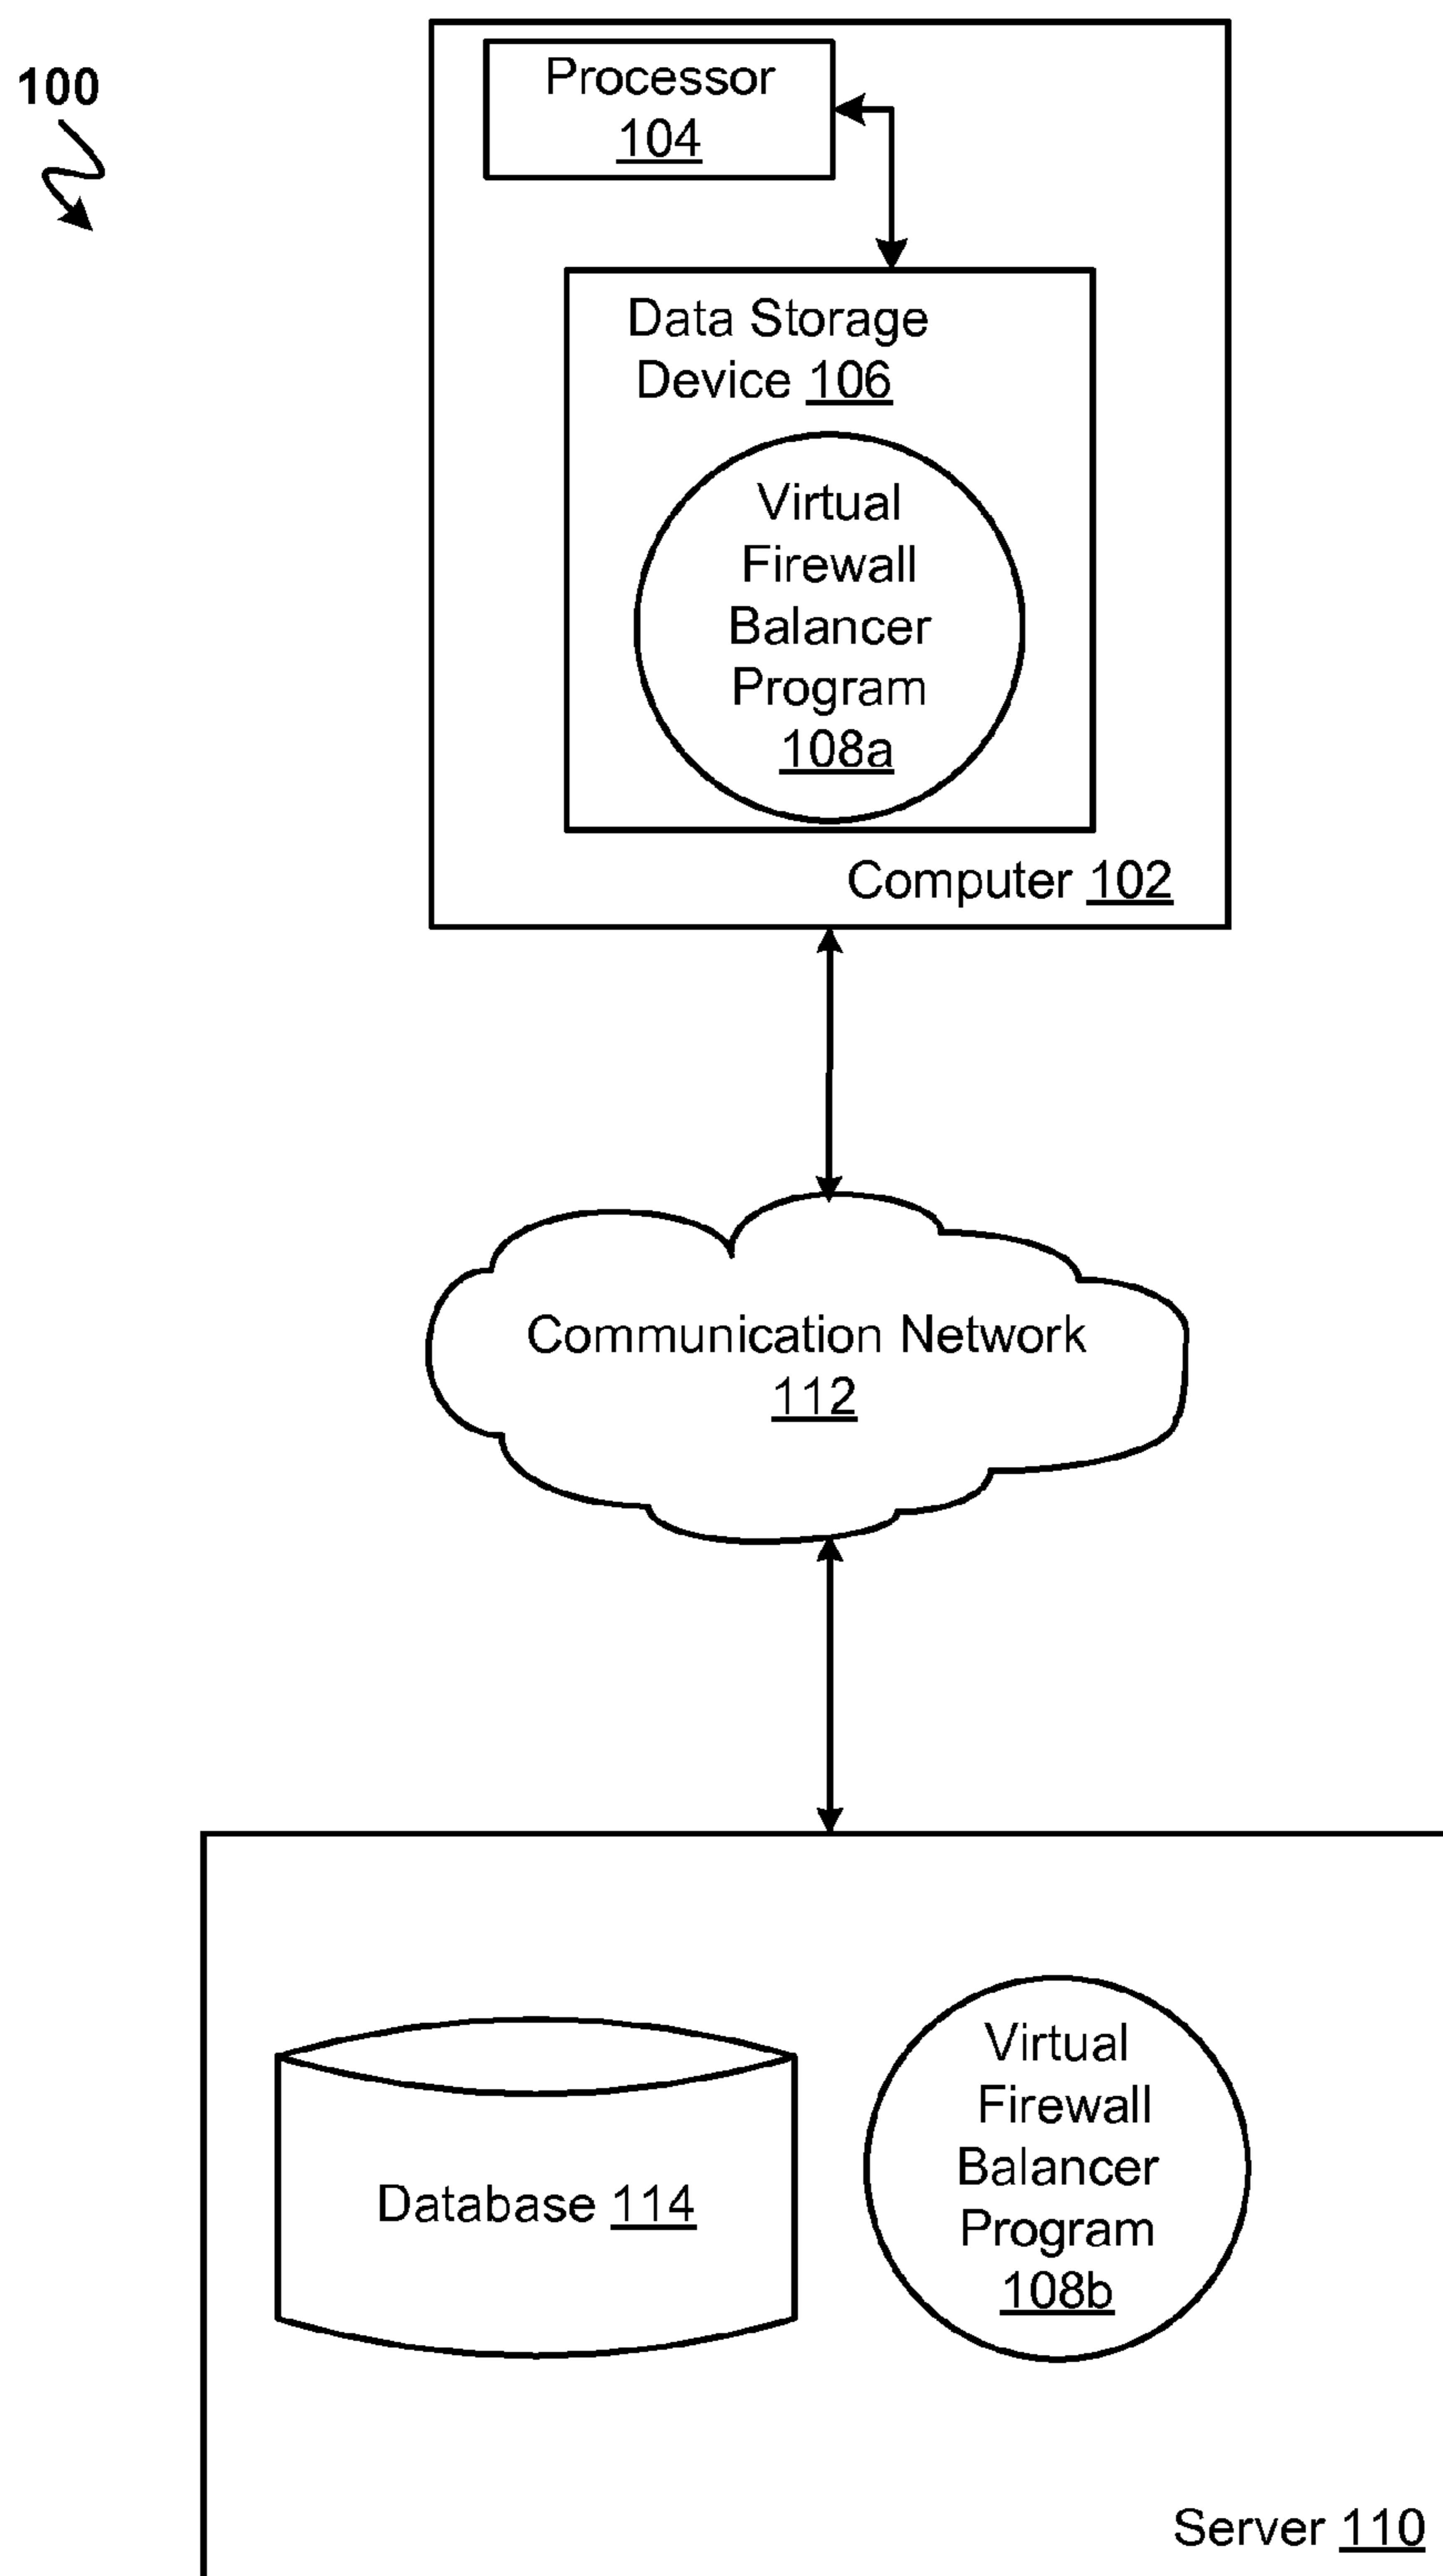 100
Processor
104
Data Storage
Device 106
Virtual
Firewall
Balancer
Program
108a
Computer 102
Communication Network
112
Database 114
Virtual
Firewall
Balancer
Program
108b
Server 110